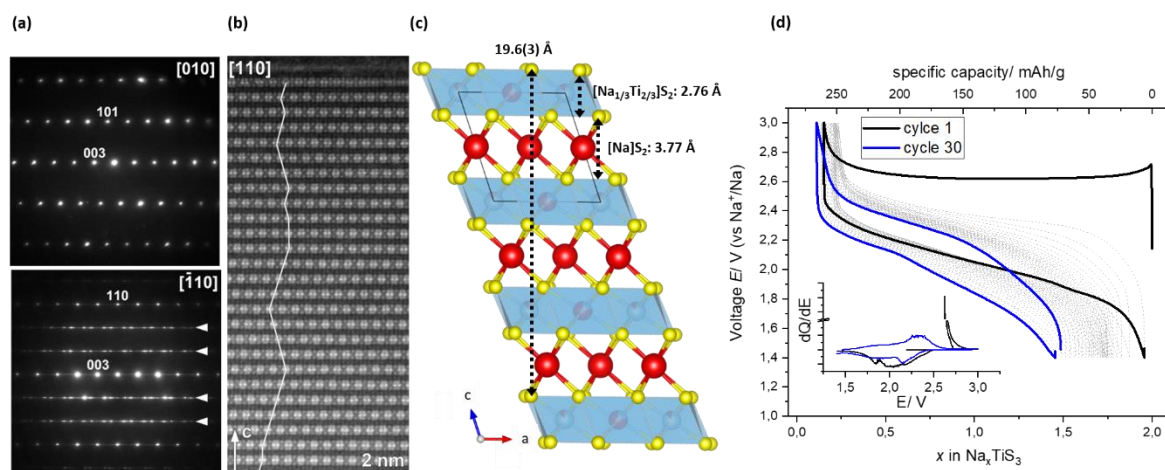 (a)
[010]
101
003
[1̄10]
110
003
(b)
[110]
c
2 nm
(c)
19.6(3) Å
[Na1/3Ti2/3]S2: 2.76 Å
[Na]S2: 3.77 Å
c
a
(d)
specific capacity/ mAh/g
250 200 150 100 50 0
cylce 1
cycle 30
Voltage E/ V (vs Na+/Na)
3,0
2,8
2,6
2,4
2,2
2,0
1,8
1,6
1,4
1,2
1,0
dQ/dE
1,5 2,0 2,5 3,0
E/ V
0,0 0,5 1,0 1,5 2,0
x in NaxTiS3